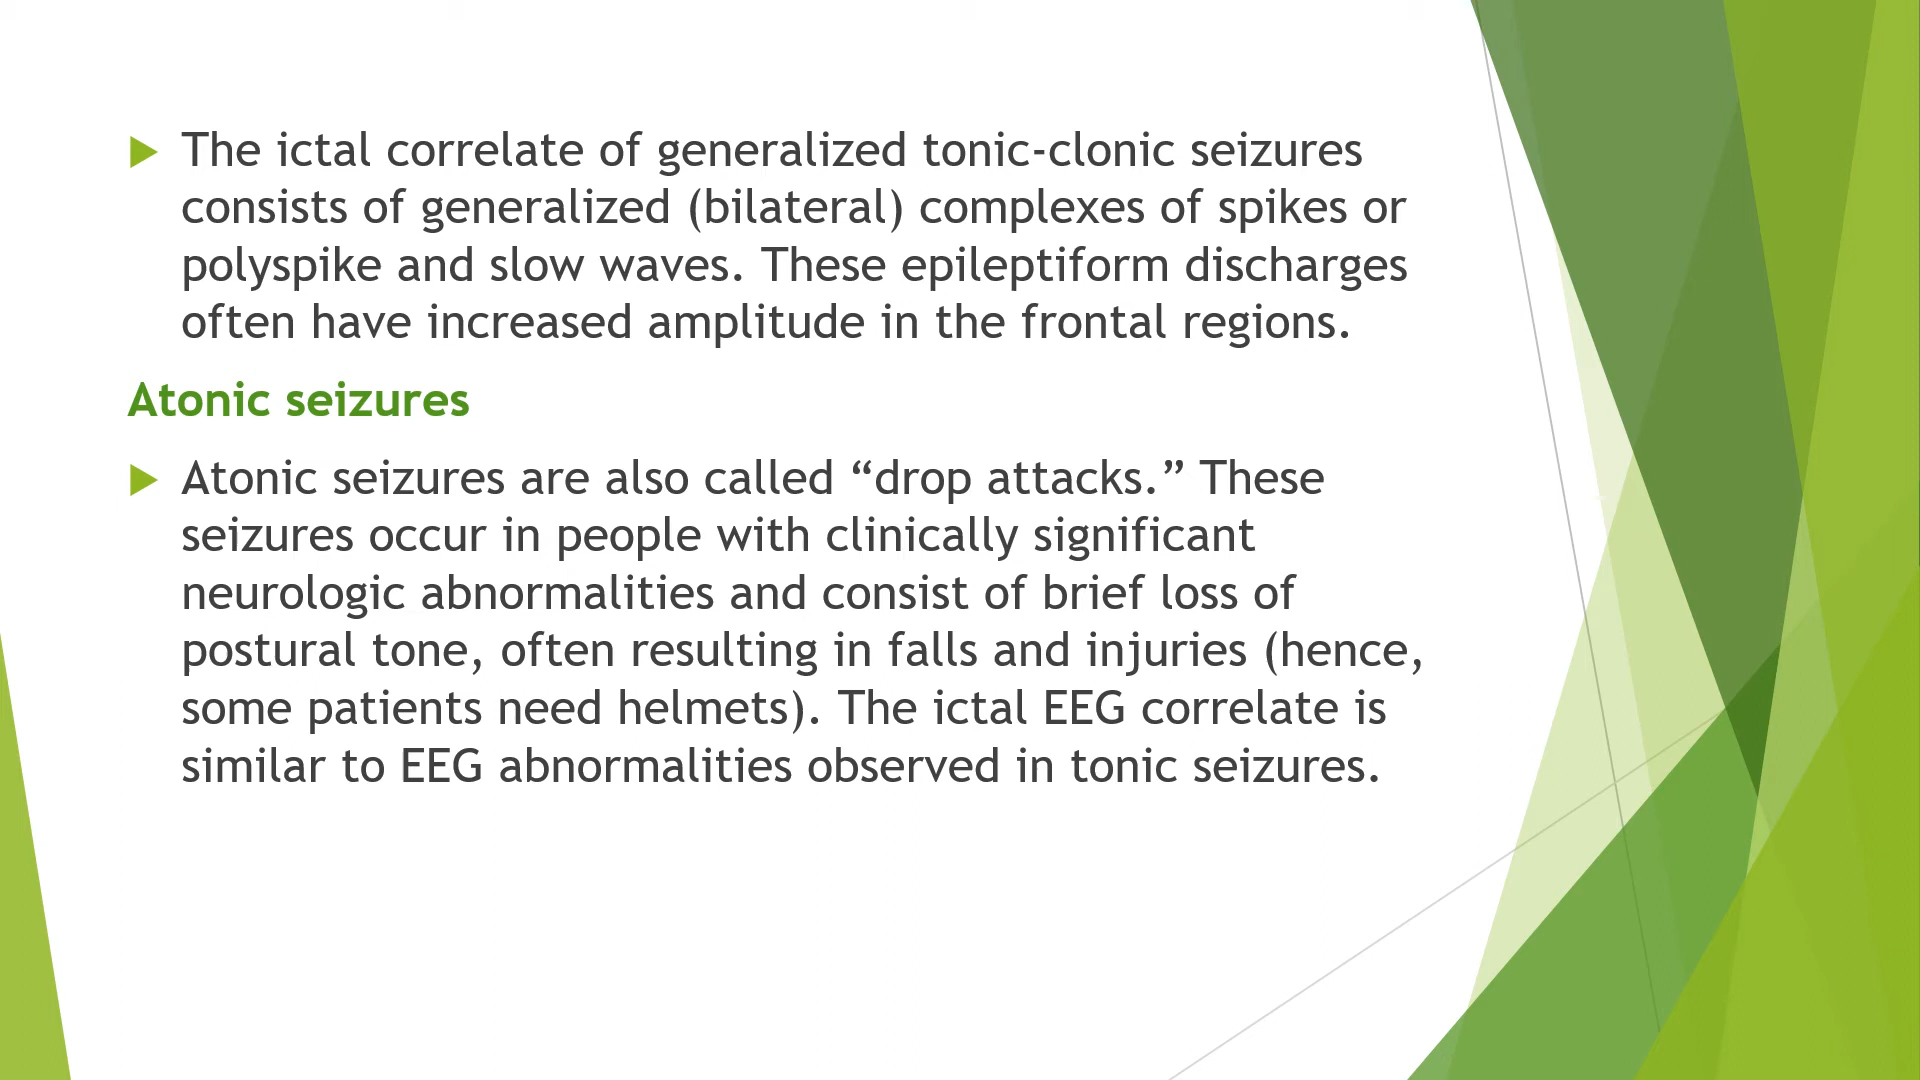 The ictal correlate of generalized tonic-clonic seizures
consists of generalized (bilateral) complexes of spikes or
polyspike and slow waves. These epileptiform discharges
often have increased amplitude in the frontal regions.
Atonic seizures
Atonic seizures are also called “drop attacks.” These
seizures occur in people with clinically significant
neurologic abnormalities and consist of brief loss of
postural tone, often resulting in falls and injuries (hence,
some patients need helmets). The ictal EEG correlate is
similar to EEG abnormalities observed in tonic seizures.